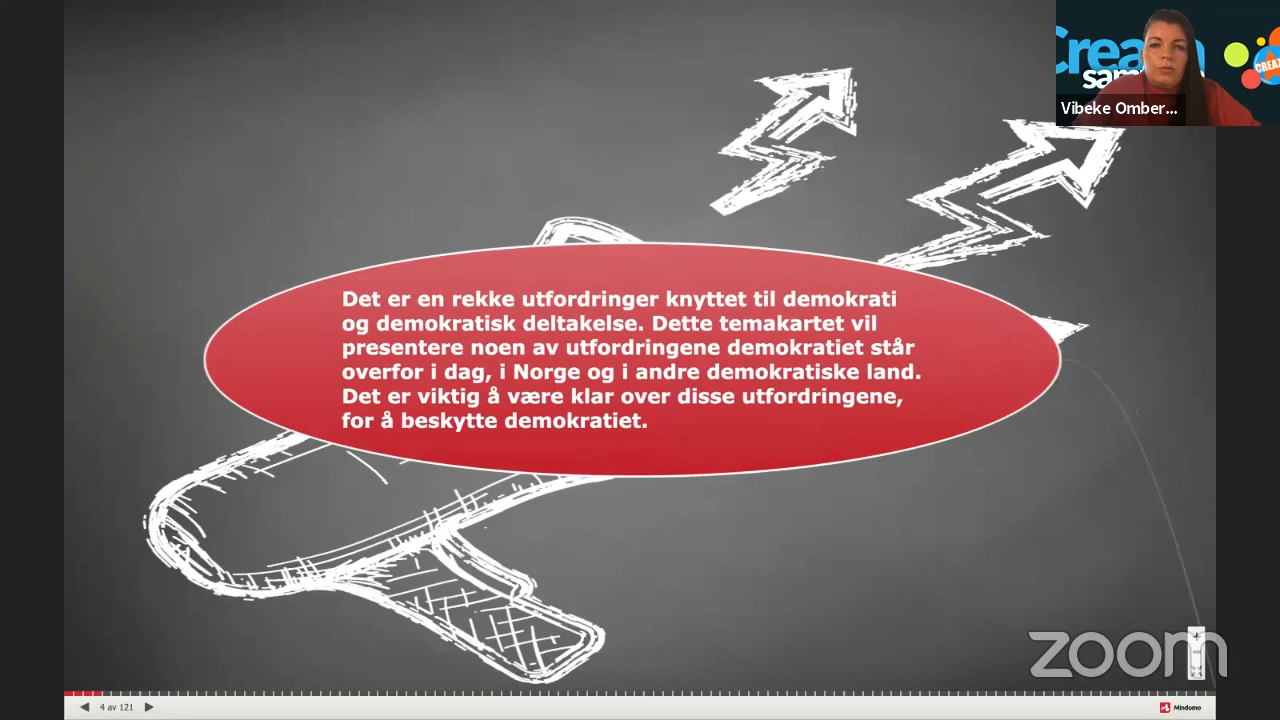 Vibeke Omber...
Det er en rekke utfordringer knyttet til demokrati
og demokratisk deltakelse. Dette temakartet vil
presentere noen av utfordringene demokratiet står
overfor i dag, i Norge og i andre demokratiske land.
Det er viktig å være klar over disse utfordringene,
for å beskytte demokratiet.
zoom
4 av 121
Mindomo